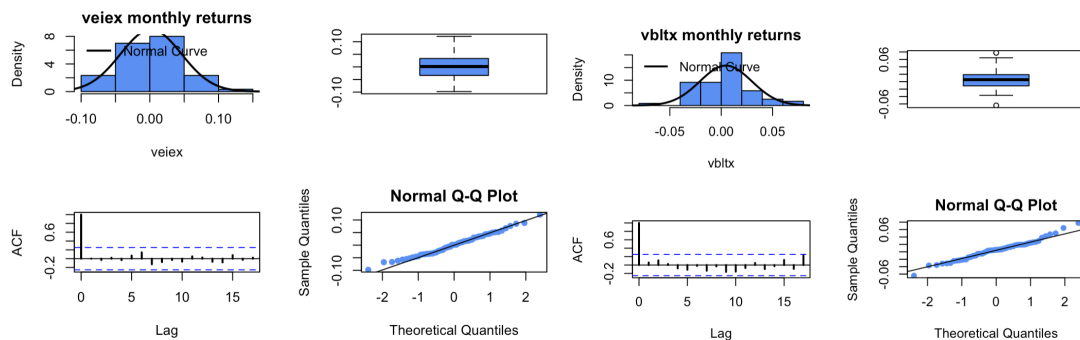 veiex monthly returns
Density
0 4 8
Normal Curve
-0.10 0.00 0.10
veiex
-0.10 0.10
vbltx monthly returns
Density
0 10
Normal Curve
-0.05 0.00 0.05
vbltx
-0.06 0.06
ACF
-0.2 0.6
0 5 10 15
Lag
Normal Q-Q Plot
Sample Quantiles
-0.10 0.10
-2 -1 0 1 2
Theoretical Quantiles
ACF
-0.2 0.6
0 5 10 15
Lag
Normal Q-Q Plot
Sample Quantiles
-0.06 0.06
-2 -1 0 1 2
Theoretical Quantiles